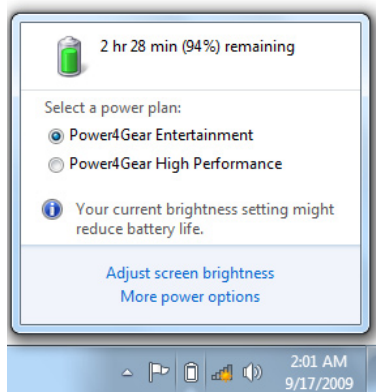 2 hr 28 min (94%) remaining
Select a power plan:
Power4Gear Entertainment
Power4Gear High Performance
Your current brightness setting might
reduce battery life.
Adjust screen brightness
More power options
2:01 AM
9/17/2009